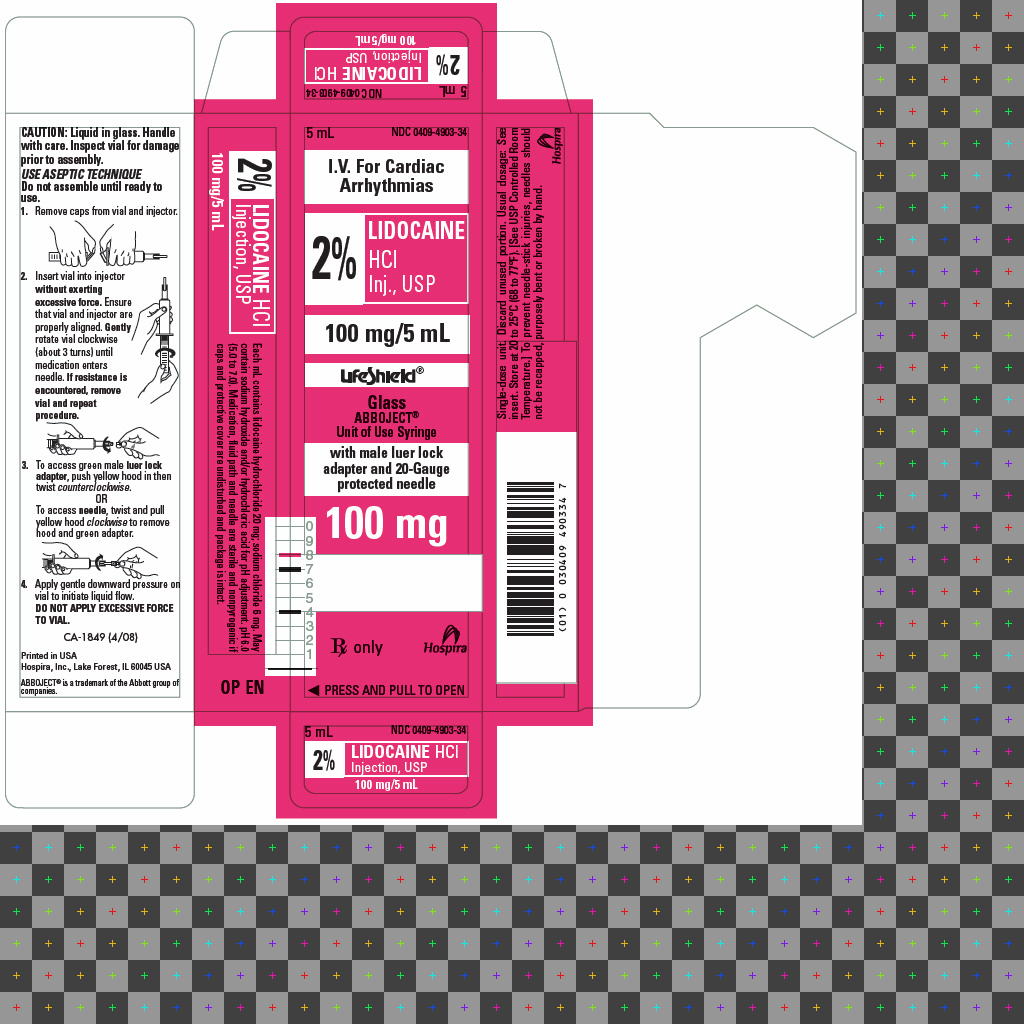 CAUTION: Liquid in glass. Handle
with care. Inspect vial for damage
prior to assembly.
USE ASEPTIC TECHNIQUE
Do not assemble until ready to
use.
1. Remove caps from vial and injector.
2. Insert vial into injector
without exerting
excessive force. Ensure
that vial and injector are
properly aligned. Gently
rotate vial clockwise
(about 3 turns) until
medication enters
needle. If resistance is
encountered, remove
vial and repeat
procedure.
3. To access green male luer lock
adapter, push yellow hood in then
twist counterclockwise.
OR
To access needle, twist and pull
yellow hood clockwise to remove
hood and green adapter.
4. Apply gentle downward pressure on
vial to initiate liquid flow.
DO NOT APPLY EXCESSIVE FORCE
TO VIAL.
CA-1849 (4/08)
Printed in USA
Hospira, Inc., Lake Forest, IL 60045 USA
ABBOJECT® is a trademark of the Abbott group of
companies.
2% LIDOCAINE HCl
Injection, USP
100 mg/5 mL
Each mL contains lidocaine hydrochloride 20 mg; sodium chloride 6 mg. May
contain sodium hydroxide and/or hydrochloric acid for pH adjustment. pH 6.0
(5.0 to 7.0). Medication, fluid path and needle are sterile and nonpyrogenic if
caps and protective cover are undisturbed and package is intact.
OP EN
5 mL NDC 0409-4903-34
2% LIDOCAINE HCl
Injection, USP
100 mg/5 mL
5 mL NDC 0409-4903-34
I.V. For Cardiac
Arrhythmias
2% LIDOCAINE
HCl
Inj., USP
100 mg/5 mL
LifeShield®
Glass
ABBOJECT®
Unit of Use Syringe
with male luer lock
adapter and 20-Gauge
protected needle
100 mg
0
9
8
7
6
5
4
3
2
1
Rx only
Hospira
◀ PRESS AND PULL TO OPEN
5 mL NDC 0409-4903-34
2% LIDOCAINE HCl
Injection, USP
100 mg/5 mL
Single-dose unit. Discard unused portion. Usual dosage: See
insert. Store at 20 to 25°C (68 to 77°F). [See USP Controlled Room
Temperature.] To prevent needle-stick injuries, needles should
not be recapped, purposely bent or broken by hand.
Hospira
(01) 0 030409 490334 7